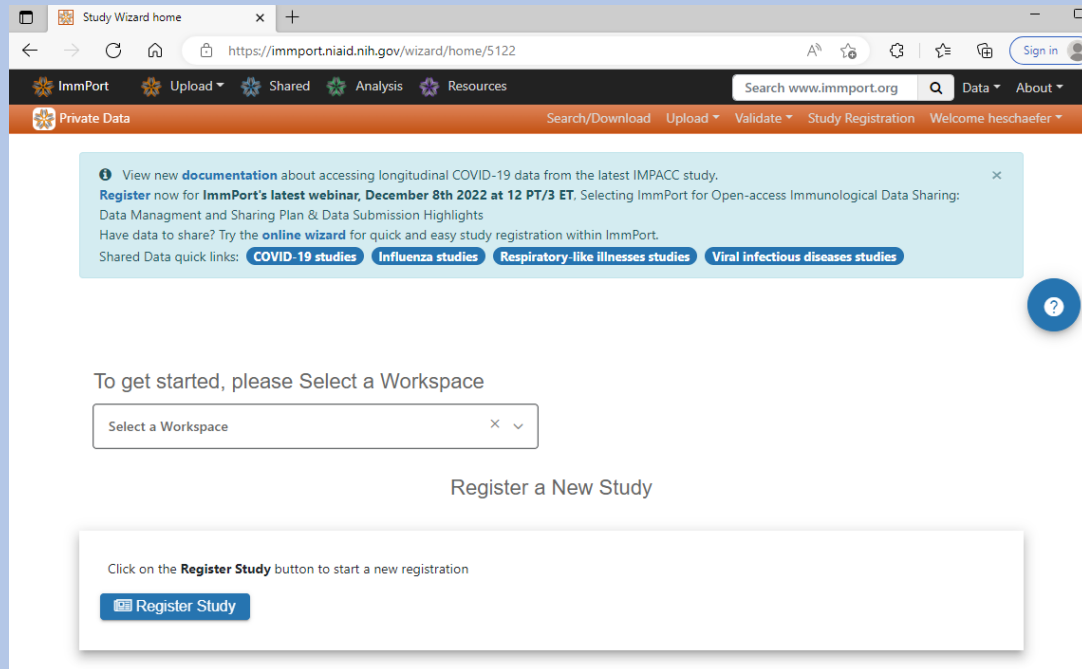 Study Wizard home
https://immport.niaid.nih.gov/wizard/home/5122
Sign in
ImmPort Upload Shared Analysis Resources Search www.immport.org Data About
Private Data Search/Download Upload Validate Study Registration Welcome heschaefer
View new documentation about accessing longitudinal COVID-19 data from the latest IMPACC study.
Register now for ImmPort's latest webinar, December 8th 2022 at 12 PT/3 ET, Selecting ImmPort for Open-access Immunological Data Sharing:
Data Managment and Sharing Plan & Data Submission Highlights
Have data to share? Try the online wizard for quick and easy study registration within ImmPort.
Shared Data quick links: COVID-19 studies Influenza studies Respiratory-like illnesses studies Viral infectious diseases studies
?
To get started, please Select a Workspace
Select a Workspace
Register a New Study
Click on the Register Study button to start a new registration
Register Study